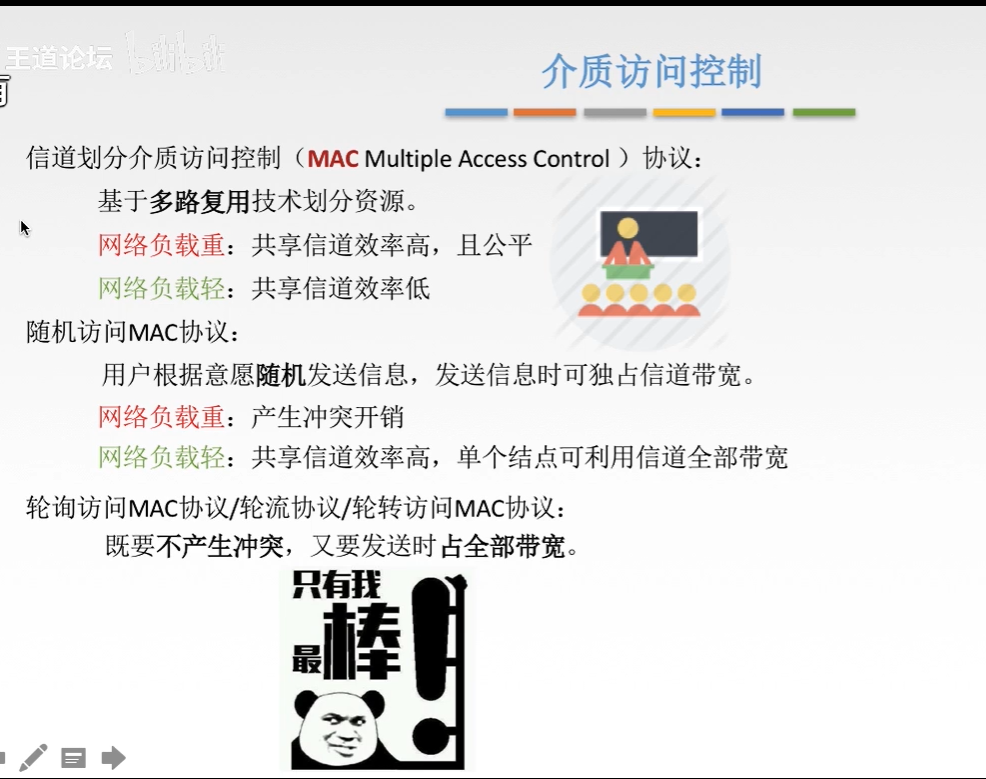 王道论坛 bilibili
介质访问控制
信道划分介质访问控制（MAC Multiple Access Control ）协议：
基于多路复用技术划分资源。
网络负载重：共享信道效率高，且公平
网络负载轻：共享信道效率低
随机访问MAC协议：
用户根据意愿随机发送信息，发送信息时可独占信道带宽。
网络负载重：产生冲突开销
网络负载轻：共享信道效率高，单个结点可利用信道全部带宽
轮询访问MAC协议/轮流协议/轮转访问MAC协议：
既要不产生冲突，又要发送时占全部带宽。
只有我
最棒！